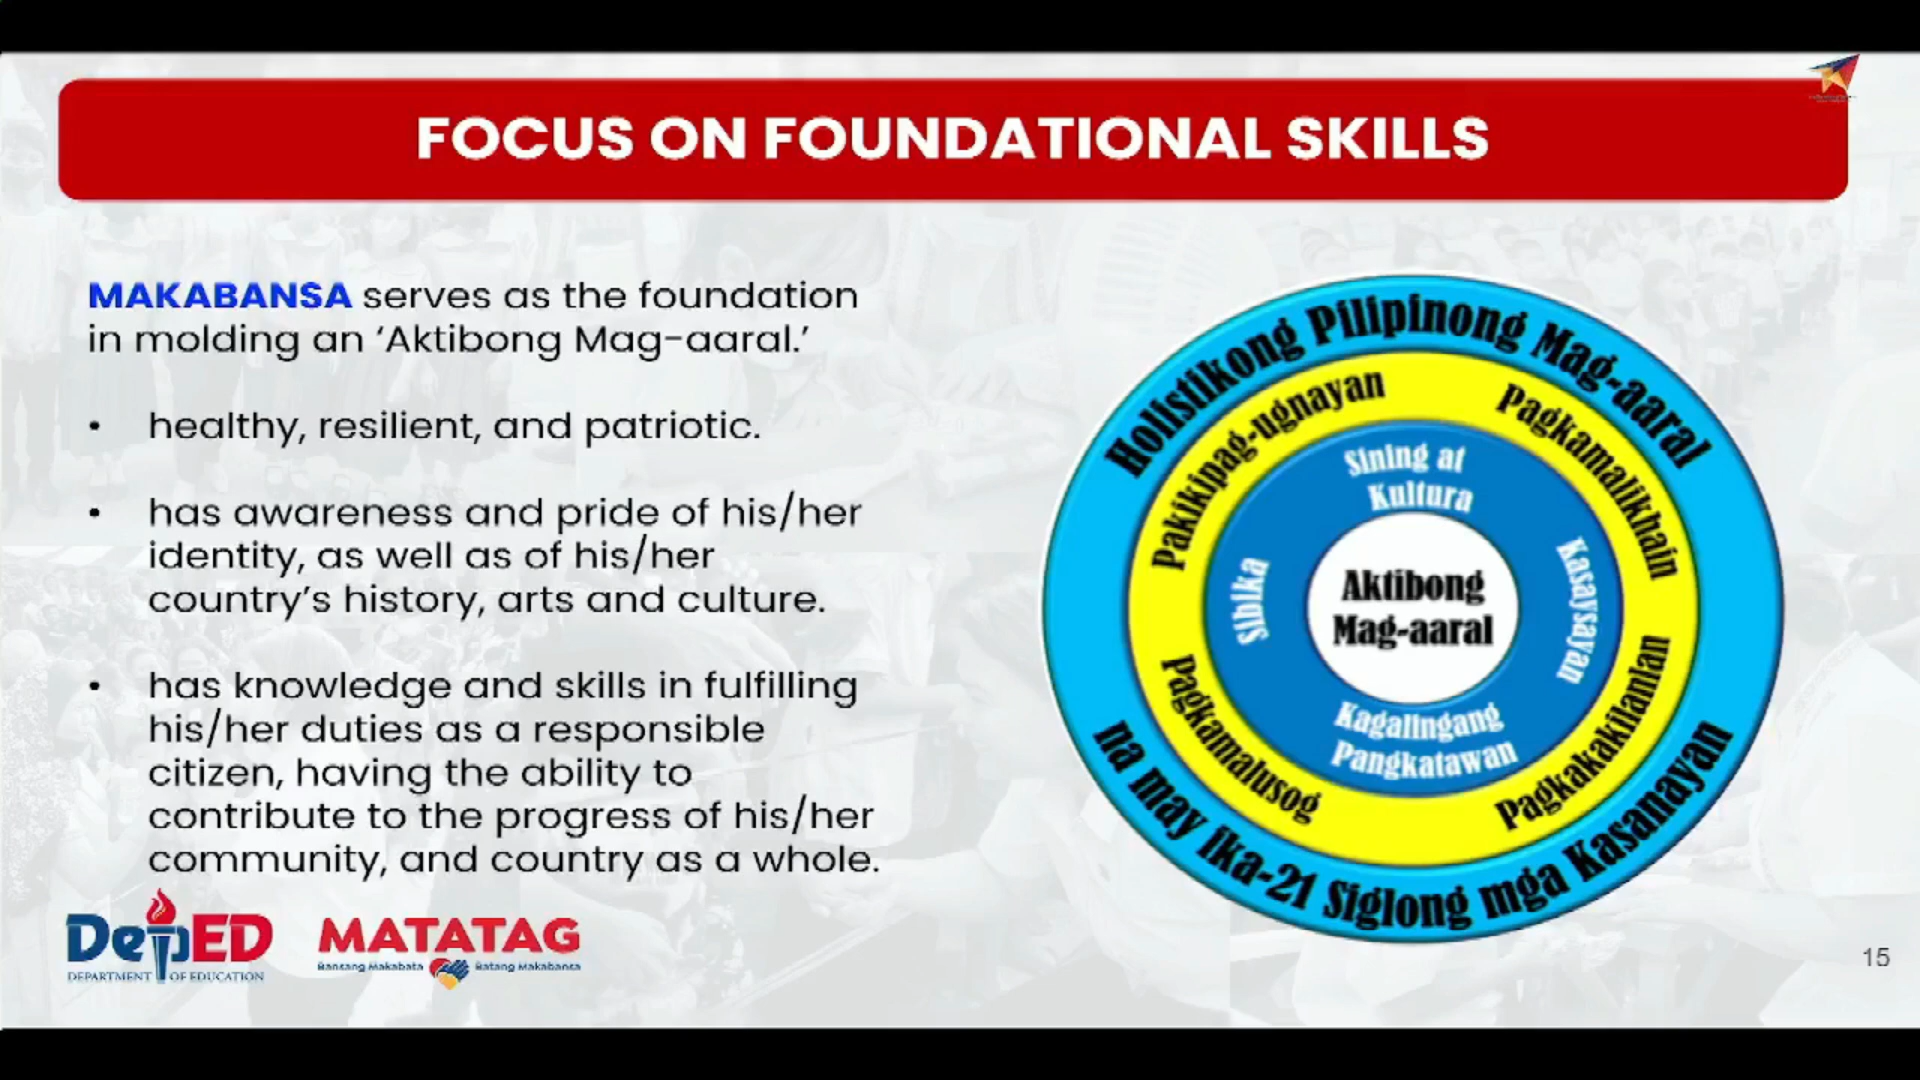 FOCUS ON FOUNDATIONAL SKILLS
MAKABANSA serves as the foundation
in molding an ‘Aktibong Mag-aaral.’
• healthy, resilient, and patriotic.
• has awareness and pride of his/her
identity, as well as of his/her
country’s history, arts and culture.
• has knowledge and skills in fulfilling
his/her duties as a responsible
citizen, having the ability to
contribute to the progress of his/her
community, and country as a whole.
Holistikong Pilipinong Mag-aaral
na may ika-21 Siglong mga Kasanayan
Pakikipag-ugnayan
Pagkamalikhain
Pagkamalusog
Pagkakakilanlan
Sining at
Kultura
Sibika
Kasaysayan
Kagalingang
Pangkatawan
Aktibong
Mag-aaral
DepED
DEPARTMENT OF EDUCATION
MATATAG
Bansang Makabata Batang Makabansa
15